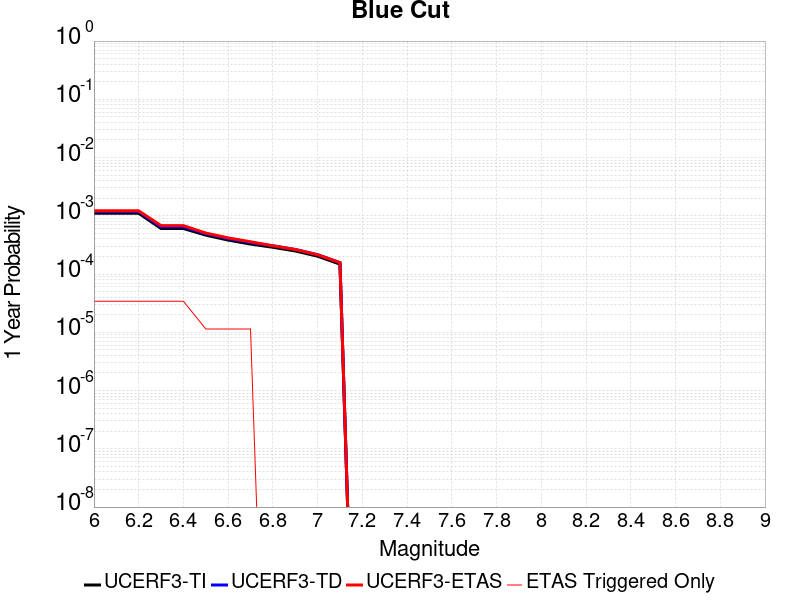 Blue Cut
10^0
10^-1
10^-2
10^-3
10^-4
10^-5
10^-6
10^-7
10^-8
1 Year Probability
6 6.2 6.4 6.6 6.8 7 7.2 7.4 7.6 7.8 8 8.2 8.4 8.6 8.8 9
Magnitude
UCERF3-TI UCERF3-TD UCERF3-ETAS ETAS Triggered Only